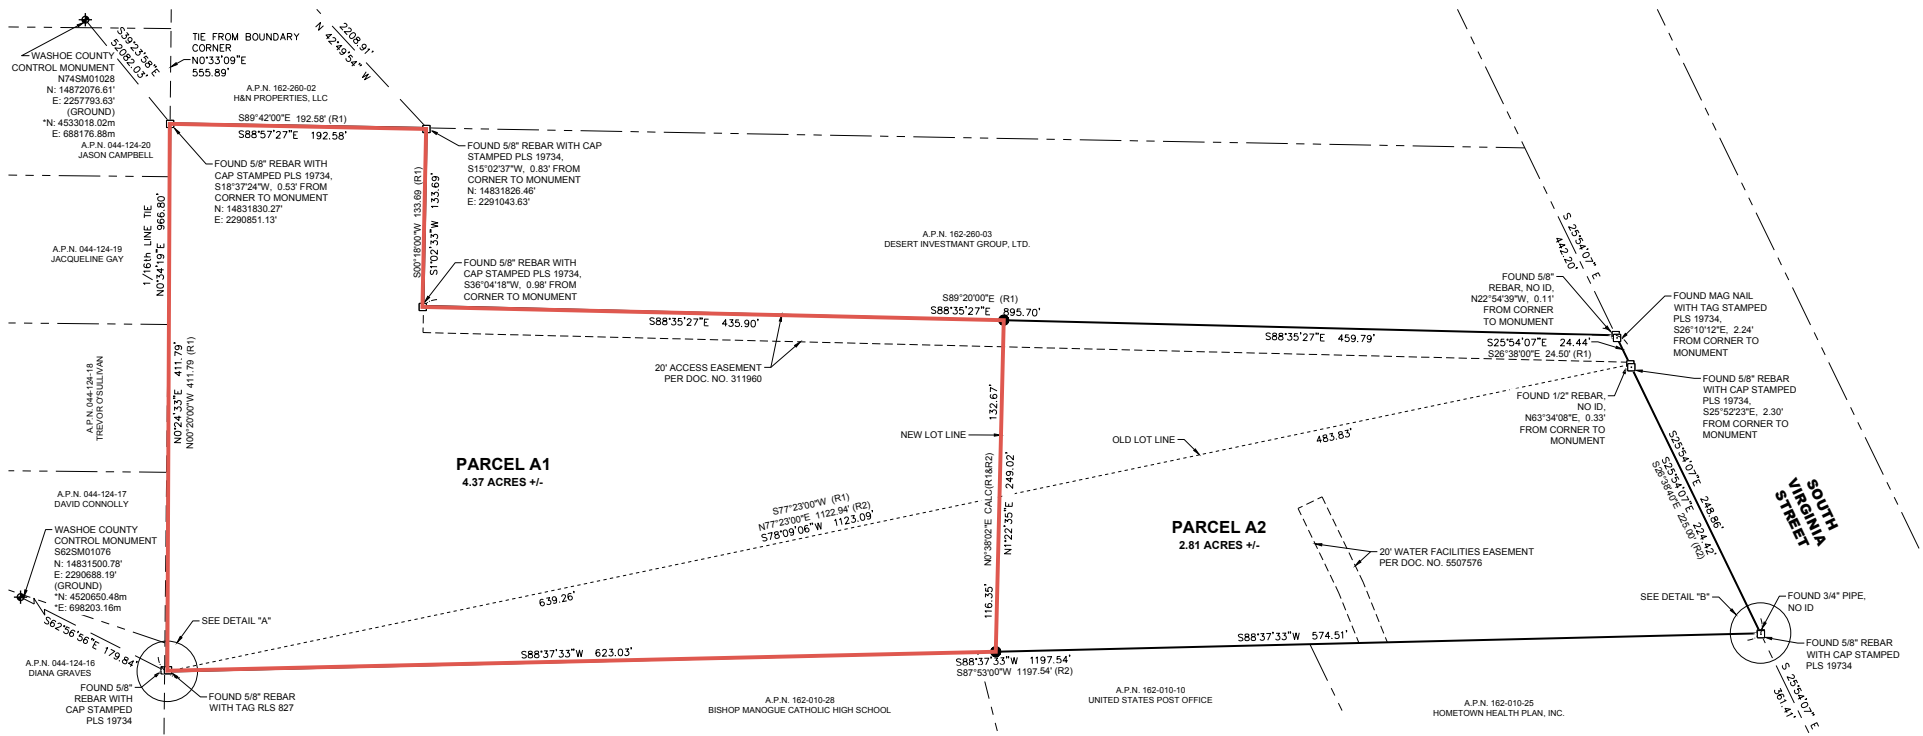 S39°23'58"E
52082.03'
WASHOE COUNTY
CONTROL MONUMENT
N74SM01028
N: 14872076.61'
E: 2257793.63'
(GROUND)
*N: 4533018.02m
E: 688176.88m
A.P.N. 044-124-20
JASON CAMPBELL
TIE FROM BOUNDARY
CORNER
N0°33'09"E
555.89'
2208.91'
N 42°49'54" W
A.P.N. 162-260-02
H&N PROPERTIES, LLC
S89°42'00"E 192.58' (R1)
S88°57'27"E 192.58'
FOUND 5/8" REBAR WITH
CAP STAMPED PLS 19734,
S18°37'24"W, 0.53' FROM
CORNER TO MONUMENT
N: 14831830.27'
E: 2290851.13'
FOUND 5/8" REBAR WITH CAP
STAMPED PLS 19734,
S15°02'37"W, 0.83' FROM
CORNER TO MONUMENT
N: 14831826.46'
E: 2291043.63'
S00°18'00"W 133.69 (R1)
S1°02'33"W 133.69'
1/16th LINE TIE
N0°34'19"E 966.80'
A.P.N. 044-124-19
JACQUELINE GAY
FOUND 5/8" REBAR WITH
CAP STAMPED PLS 19734,
S36°04'18"W, 0.98' FROM
CORNER TO MONUMENT
A.P.N. 162-260-03
DESERT INVESTMANT GROUP, LTD.
S 25°54'07" E
442.20'
FOUND 5/8"
REBAR, NO ID,
N22°54'39"W, 0.11'
FROM CORNER
TO MONUMENT
FOUND MAG NAIL
WITH TAG STAMPED
PLS 19734,
S26°10'12"E, 2.24'
FROM CORNER TO
MONUMENT
S89°20'00"E (R1)
S88°35'27"E 895.70'
S88°35'27"E 435.90'
S88°35'27"E 459.79'
S25°54'07"E 24.44'
S26°38'00"E 24.50' (R1)
20' ACCESS EASEMENT
PER DOC. NO. 311960
A.P.N. 044-124-18
TREVOR O'SULLIVAN
N0°24'33"E 411.79'
N00°20'00"W 411.79 (R1)
132.67'
NEW LOT LINE
OLD LOT LINE
483.83'
FOUND 1/2" REBAR,
NO ID,
N63°34'08"E, 0.33'
FROM CORNER TO
MONUMENT
FOUND 5/8" REBAR
WITH CAP STAMPED
PLS 19734,
S25°52'23"E, 2.30'
FROM CORNER TO
MONUMENT
PARCEL A1
4.37 ACRES +/-
S77°23'00"W (R1)
N77°23'00"E 1122.94' (R2)
S78°09'06"W 1123.09'
N0°38'02"E CALC(R1&R2)
N1°22'35"E 249.02'
PARCEL A2
2.81 ACRES +/-
S25°54'07"E 248.86'
S25°54'07"E 224.42'
S26°38'40"E 225.00' (R2)
SOUTH
VIRGINIA
STREET
20' WATER FACILITIES EASEMENT
PER DOC. NO. 5507576
A.P.N. 044-124-17
DAVID CONNOLLY
WASHOE COUNTY
CONTROL MONUMENT
S62SM01076
N: 14831500.78'
E: 2290688.19'
(GROUND)
*N: 4520650.48m
*E: 698203.16m
S62°56'56"E 179.84'
SEE DETAIL "A"
639.26'
116.35'
SEE DETAIL "B"
FOUND 3/4" PIPE,
NO ID
FOUND 5/8" REBAR
WITH CAP STAMPED
PLS 19734
S88°37'33"W 623.03'
S88°37'33"W 574.51'
S88°37'33"W 1197.54'
S87°53'00"W 1197.54' (R2)
A.P.N. 044-124-16
DIANA GRAVES
FOUND 5/8"
REBAR WITH
CAP STAMPED
PLS 19734
FOUND 5/8" REBAR
WITH TAG RLS 827
A.P.N. 162-010-28
BISHOP MANOGUE CATHOLIC HIGH SCHOOL
A.P.N. 162-010-10
UNITED STATES POST OFFICE
A.P.N. 162-010-25
HOMETOWN HEALTH PLAN, INC.
S 25°54'07" E
361.41'